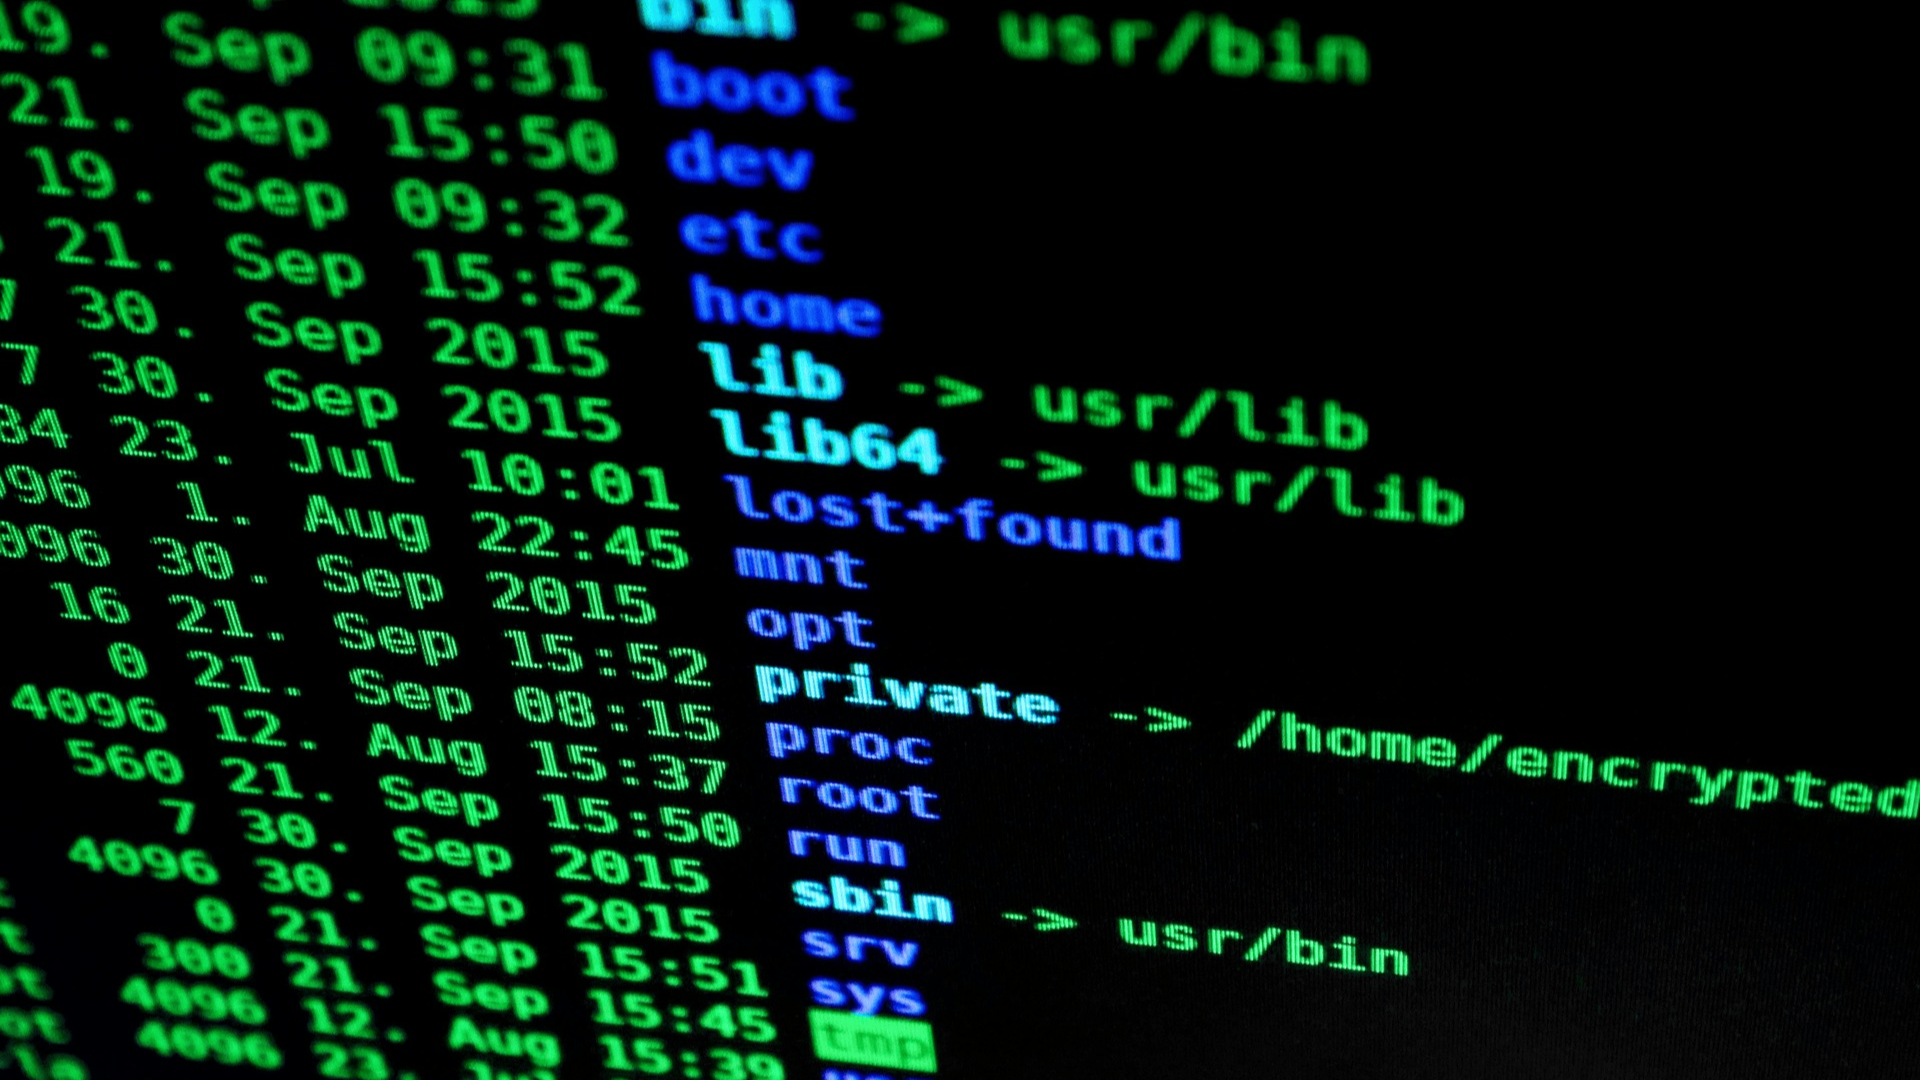 bin -> usr/bin
19. Sep 09:31 boot
21. Sep 15:50 dev
19. Sep 09:32 etc
21. Sep 15:52 home
7 30. Sep 2015 lib -> usr/lib
7 30. Sep 2015 lib64 -> usr/lib
84 23. Jul 10:01 lost+found
096 1. Aug 22:45 mnt
096 30. Sep 2015 opt
16 21. Sep 15:52 private -> /home/encrypted
0 21. Sep 08:15 proc
4096 12. Aug 15:37 root
560 21. Sep 15:50 run
7 30. Sep 2015 sbin -> usr/bin
4096 30. Sep 2015 srv
0 21. Sep 15:51 sys
300 21. Sep 15:45 tmp
4096 12. Aug 15:39
4096 23. Jul